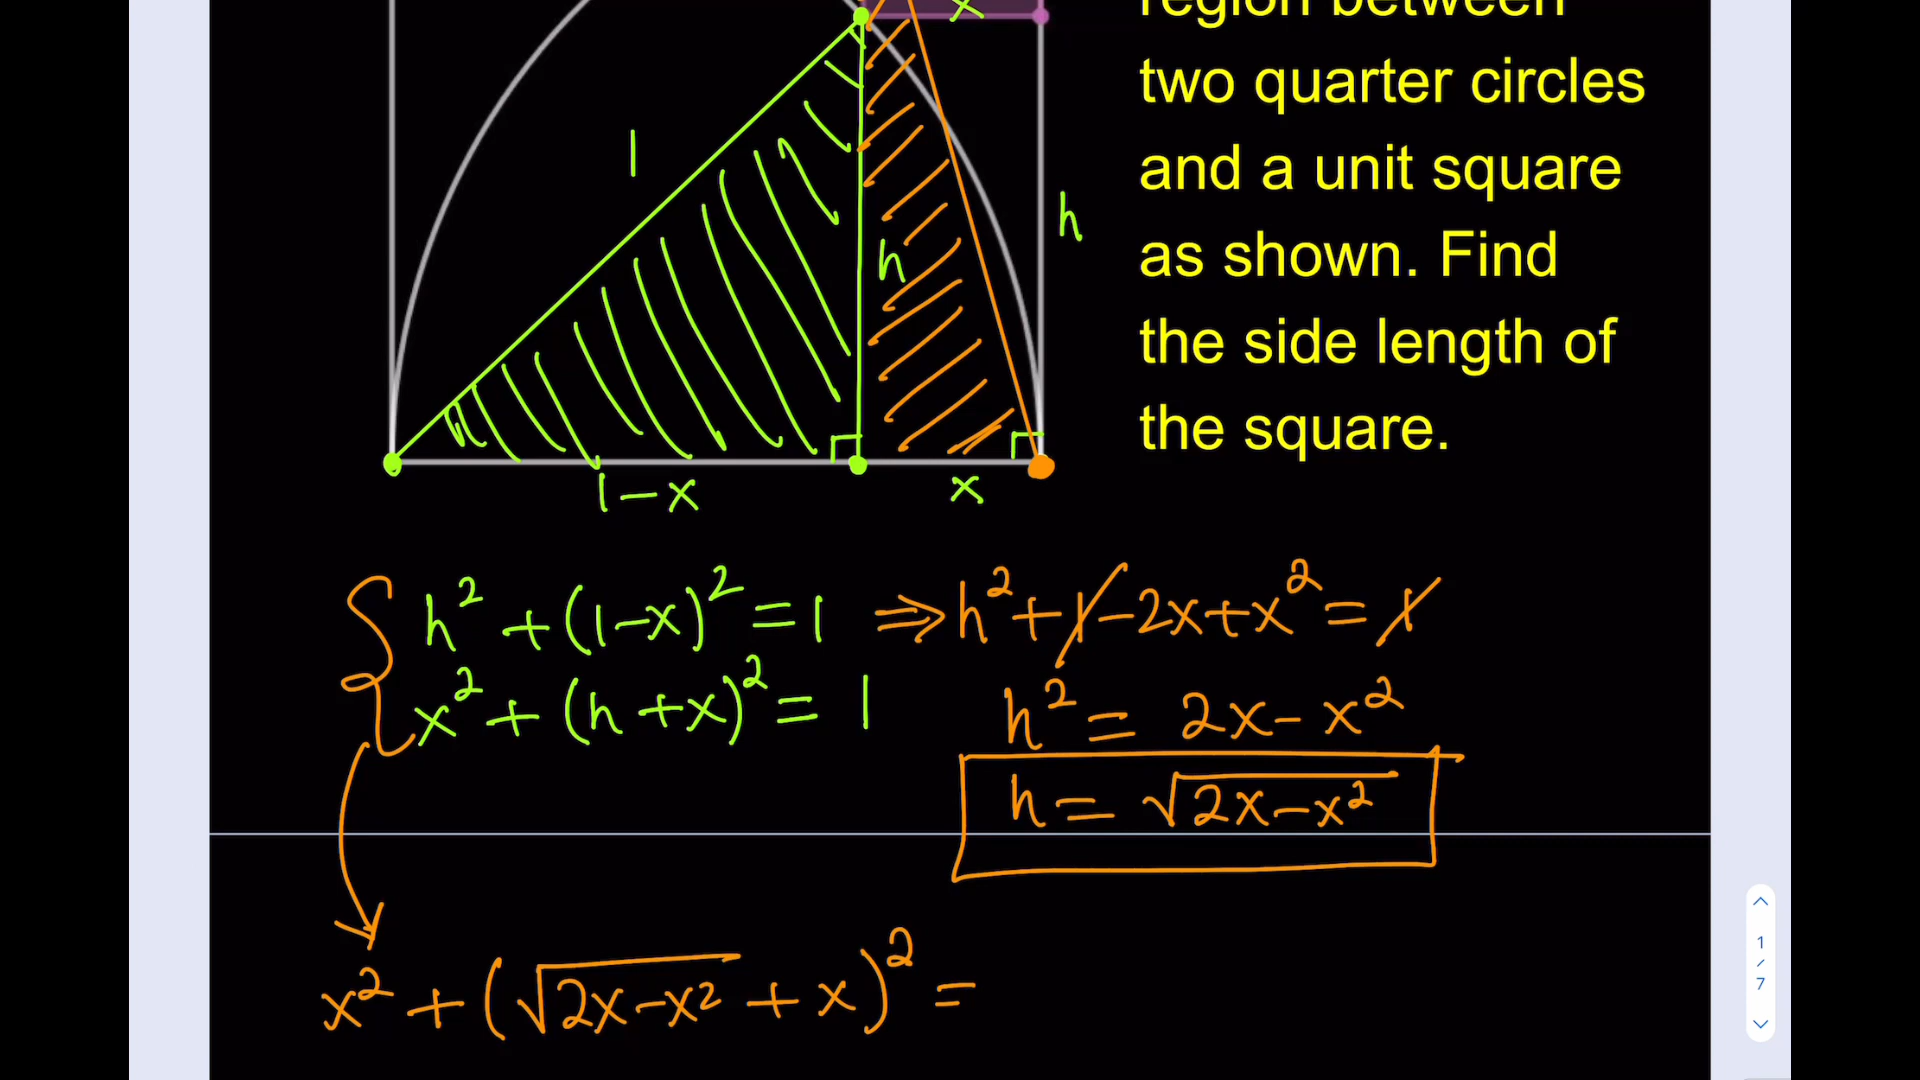 x
region between
two quarter circles
and a unit square
as shown. Find
the side length of
the square.
1
h
h
1-x
x
h² + (1-x)² = 1 ⇒ h² + 1 - 2x + x² = 1
x² + (h + x)² = 1
h² = 2x - x²
h = √2x-x²
x² + (√2x-x² + x)² =
1
/
7